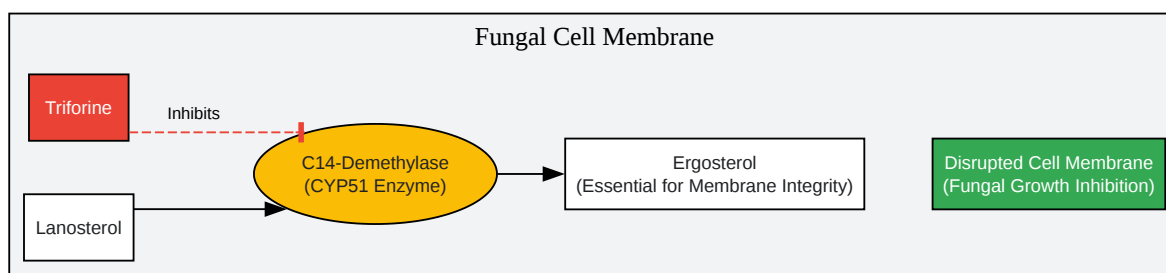 Fungal Cell Membrane
Triforine
Inhibits
C14-Demethylase
(CYP51 Enzyme)
Ergosterol
(Essential for Membrane Integrity)
Disrupted Cell Membrane
(Fungal Growth Inhibition)
Lanosterol